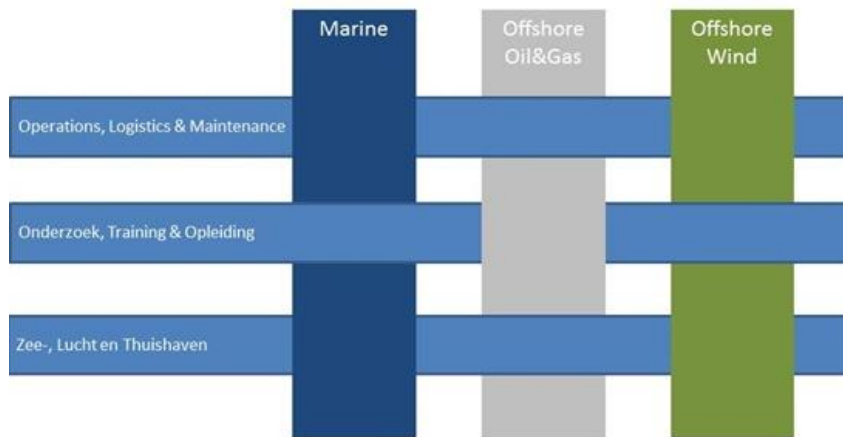 Marine
Offshore
Oil&Gas
Offshore
Wind
Operations, Logistics & Maintenance
Onderzoek, Training & Opleiding
Zee-, Lucht en Thuishaven